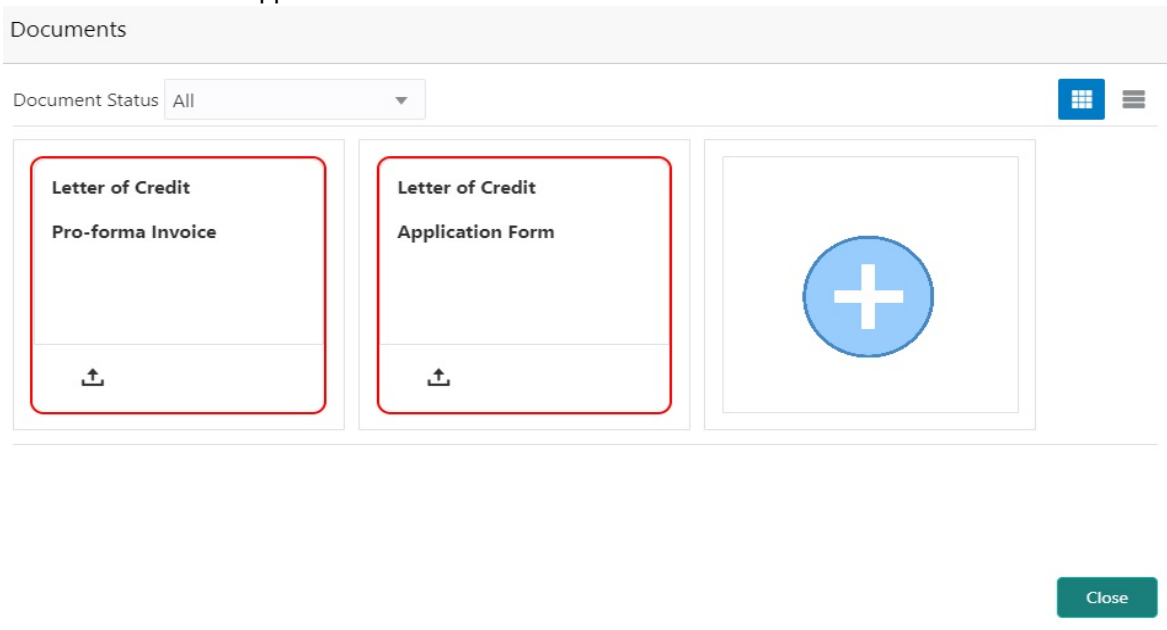 Documents
Document Status All
Letter of Credit
Pro-forma Invoice
Letter of Credit
Application Form
Close